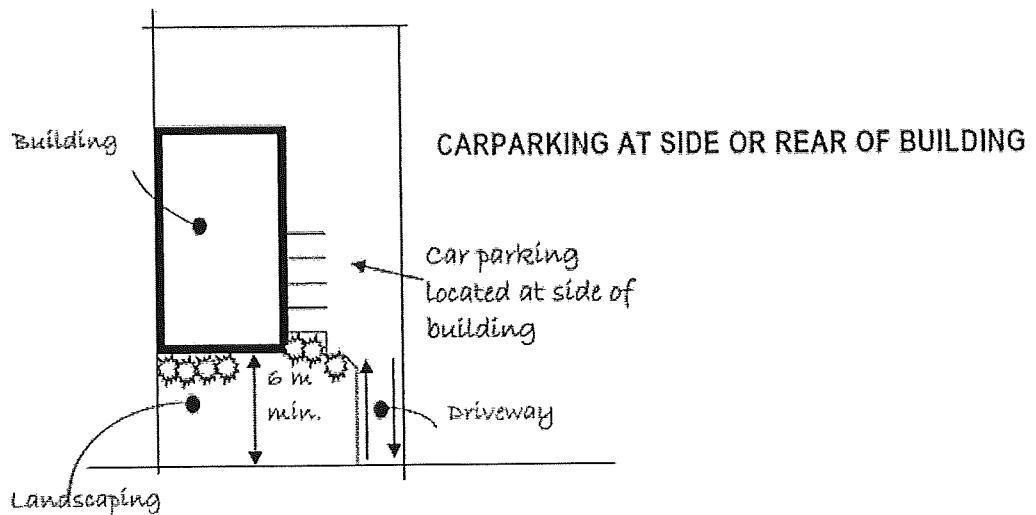 Building
CARPARKING AT SIDE OR REAR OF BUILDING
Car parking
located at side of
building
6 m
min.
Driveway
Landscaping